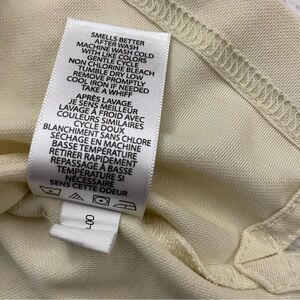 SMELLS BETTER
AFTER WASH
MACHINE WASH COLD
WITH LIKE COLORS
GENTLE CYCLE
NON CHLORINE BLEACH
TUMBLE DRY LOW
REMOVE PROMPTLY
COOL IRON IF NEEDED
TAKE A WHIFF
APRÈS LAVAGE,
JE SENS MEILLEUR
LAVAGE À FROID AVEC
COULEURS SIMILAIRES
CYCLE DOUX
BLANCHIMENT SANS CHLORE
SÉCHAGE EN MACHINE
BASSE TEMPÉRATURE
RETIRER RAPIDEMENT
REPASSAGE À BASSE
TEMPÉRATURE SI
NÉCESSAIRE
SENS CETTE ODEUR